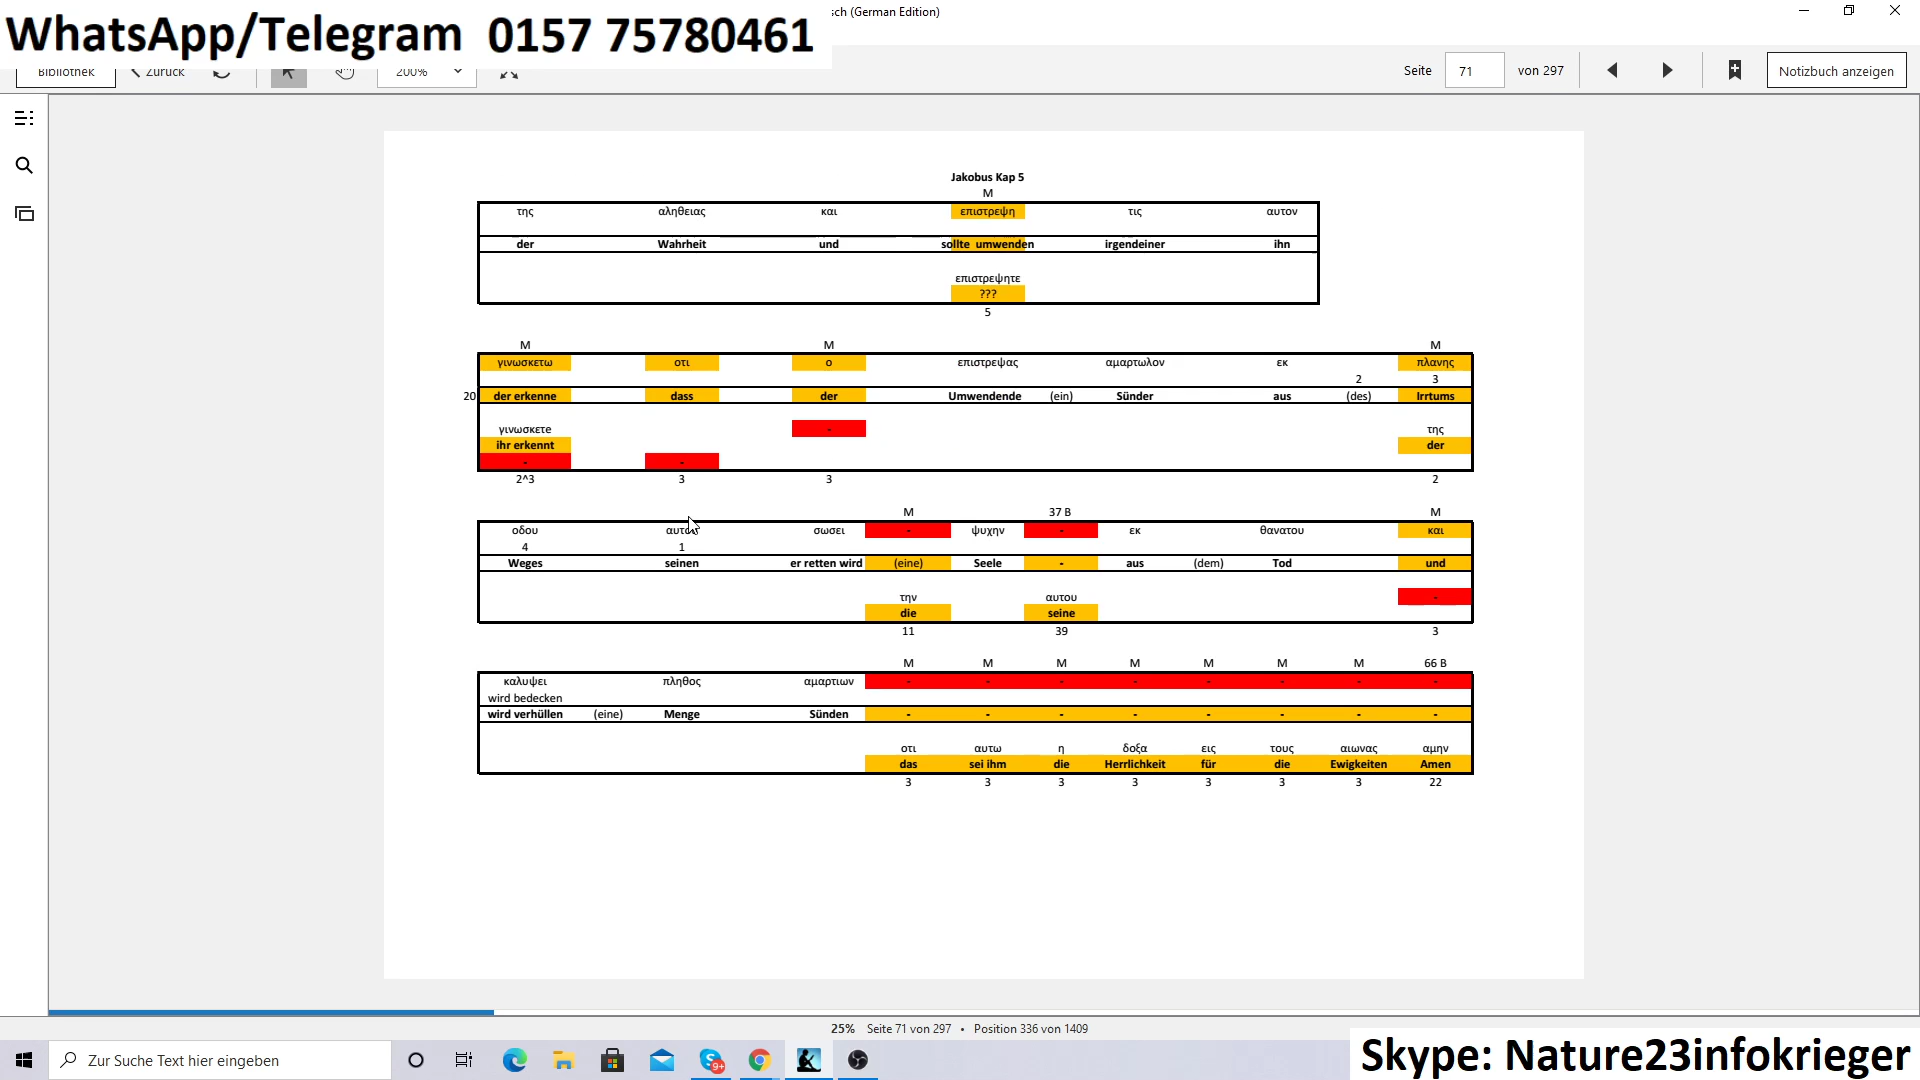 WhatsApp/Telegram 0157 75780461
sch (German Edition)
Bibliothek Zurück 200% Seite 71 von 297 Notizbuch anzeigen
Jakobus Kap 5
M
της αληθειας και επιστρεψη τις αυτον
der Wahrheit und sollte umwenden irgendeiner ihn
επιστρεψητε
???
5
M M M
γινωσκετω οτι ο επιστρεψας αμαρτωλον εκ πλανης
2 3
20 der erkenne dass der Umwendende (ein) Sünder aus (des) Irrtums
γινωσκετε - της
ihr erkennt der
- -
2^3 3 3 2
M 37 B M
οδου αυτου σωσει - ψυχην - εκ θανατου και
4 1
Weges seinen er retten wird (eine) Seele - aus (dem) Tod und
την αυτου -
die seine
11 39 3
M M M M M M M 66 B
καλυψει πληθος αμαρτιων - - - - - - - -
wird bedecken
wird verhüllen (eine) Menge Sünden - - - - - - - -
οτι αυτω η δοξα εις τους αιωνας αμην
das sei ihm die Herrlichkeit für die Ewigkeiten Amen
3 3 3 3 3 3 3 22
25% Seite 71 von 297 • Position 336 von 1409
Zur Suche Text hier eingeben
9+
Skype: Nature23infokrieger